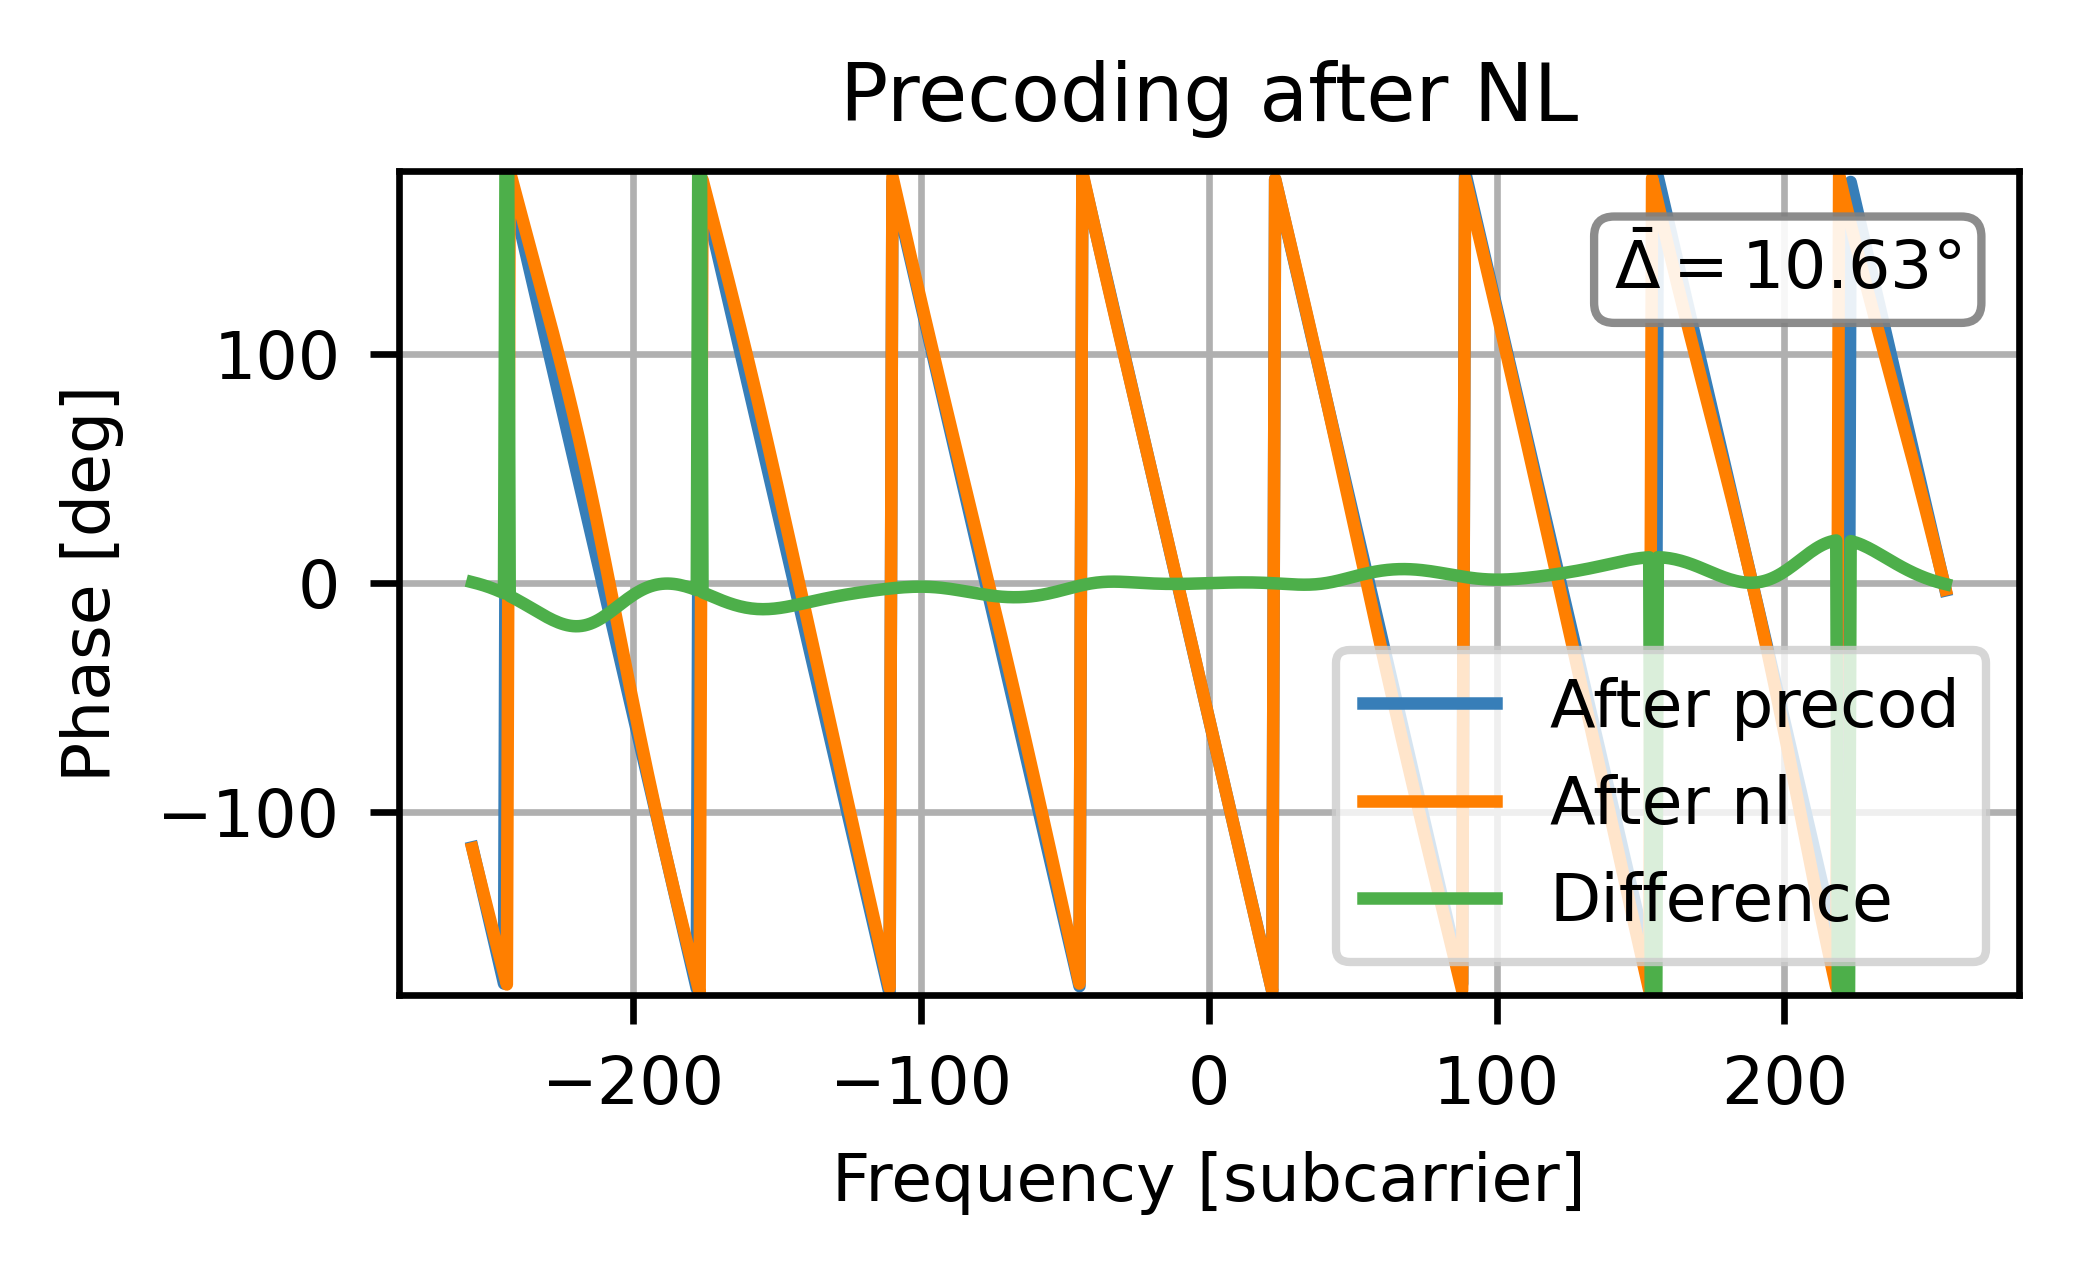 Precoding after NL
Δ̄ = 10.63°
100
0
−100
Phase [deg]
After precod
After nl
Difference
−200 −100 0 100 200
Frequency [subcarrier]